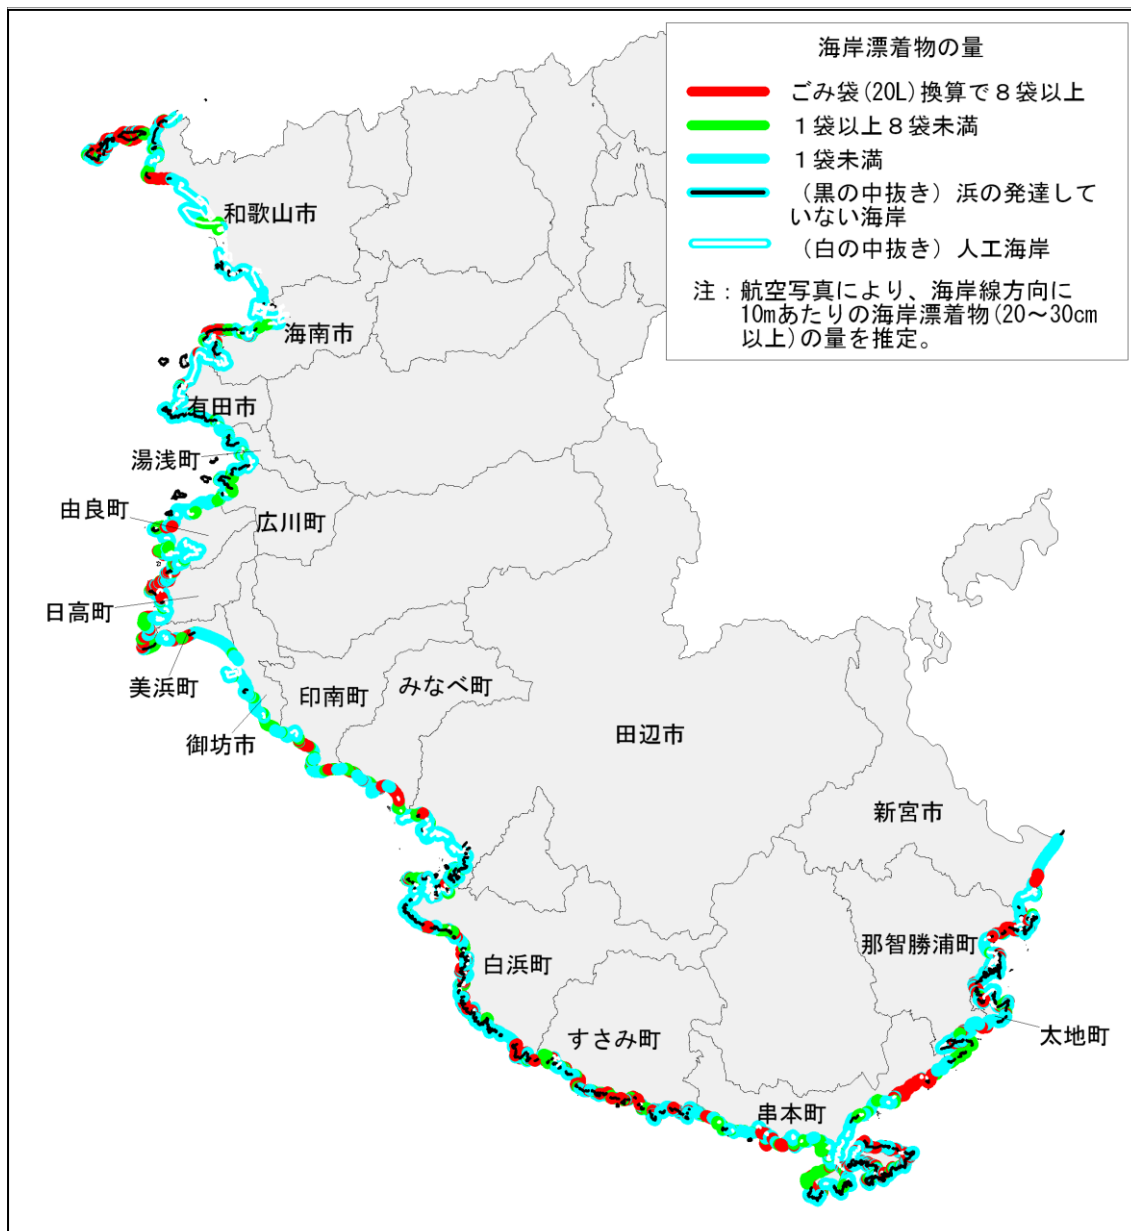 海岸漂着物の量
ごみ袋(20L)換算で８袋以上
１袋以上８袋未満
１袋未満
（黒の中抜き）浜の発達して
いない海岸
（白の中抜き）人工海岸
注：航空写真により、海岸線方向に
10mあたりの海岸漂着物(20～30cm
以上)の量を推定。
和歌山市
海南市
有田市
湯浅町
由良町
広川町
日高町
美浜町
印南町
みなべ町
御坊市
田辺市
新宮市
那智勝浦町
白浜町
すさみ町
太地町
串本町